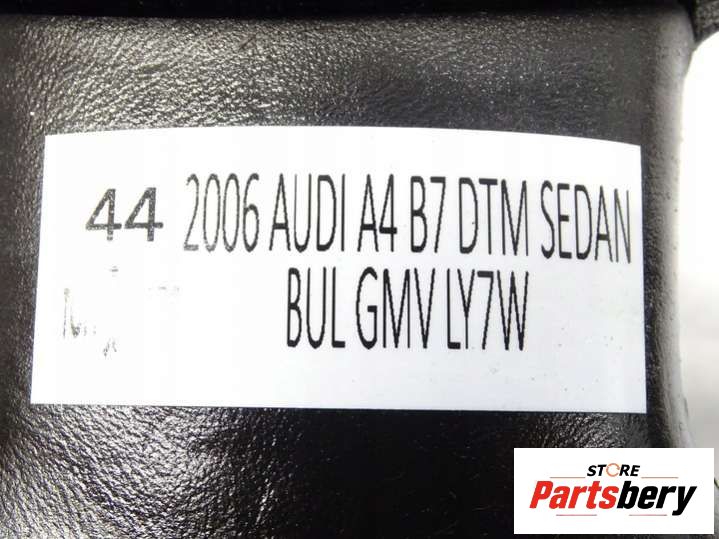 44 2006 AUDI A4 B7 DTM SEDAN
BUL GMV LY7W
STORE
Partsbery